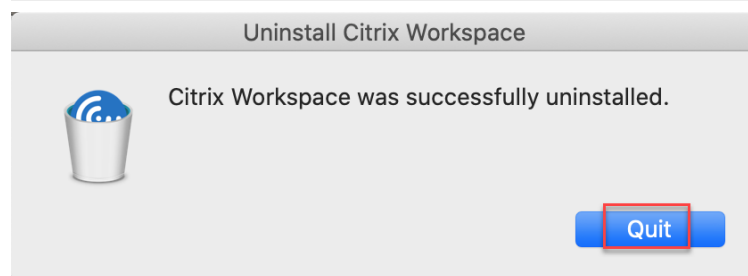 Uninstall Citrix Workspace
Citrix Workspace was successfully uninstalled.
Quit